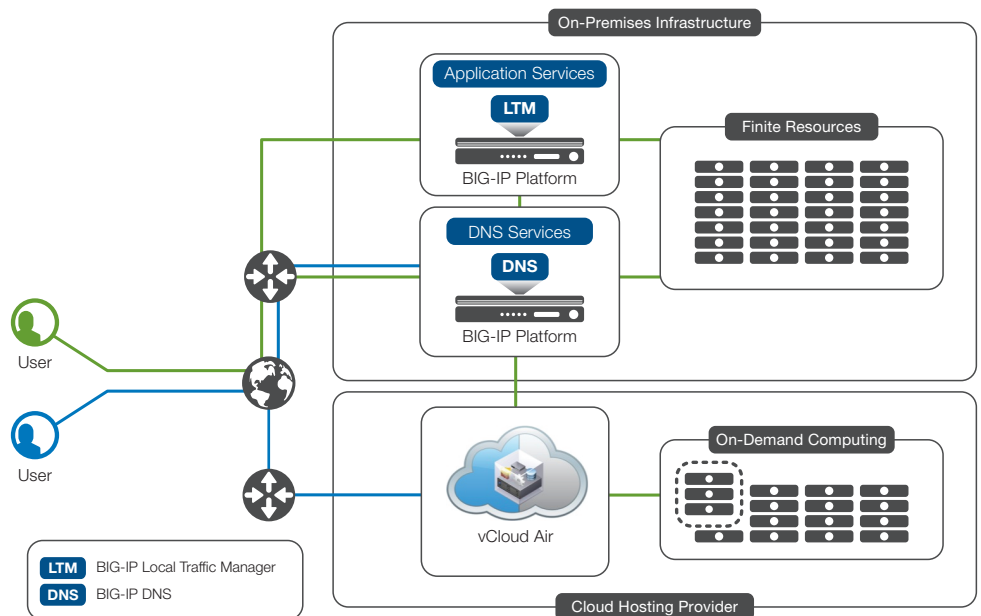 On-Premises Infrastructure
Application Services
LTM
BIG-IP Platform
Finite Resources
DNS Services
DNS
BIG-IP Platform
User
User
On-Demand Computing
vCloud Air
LTM BIG-IP Local Traffic Manager
DNS BIG-IP DNS
Cloud Hosting Provider